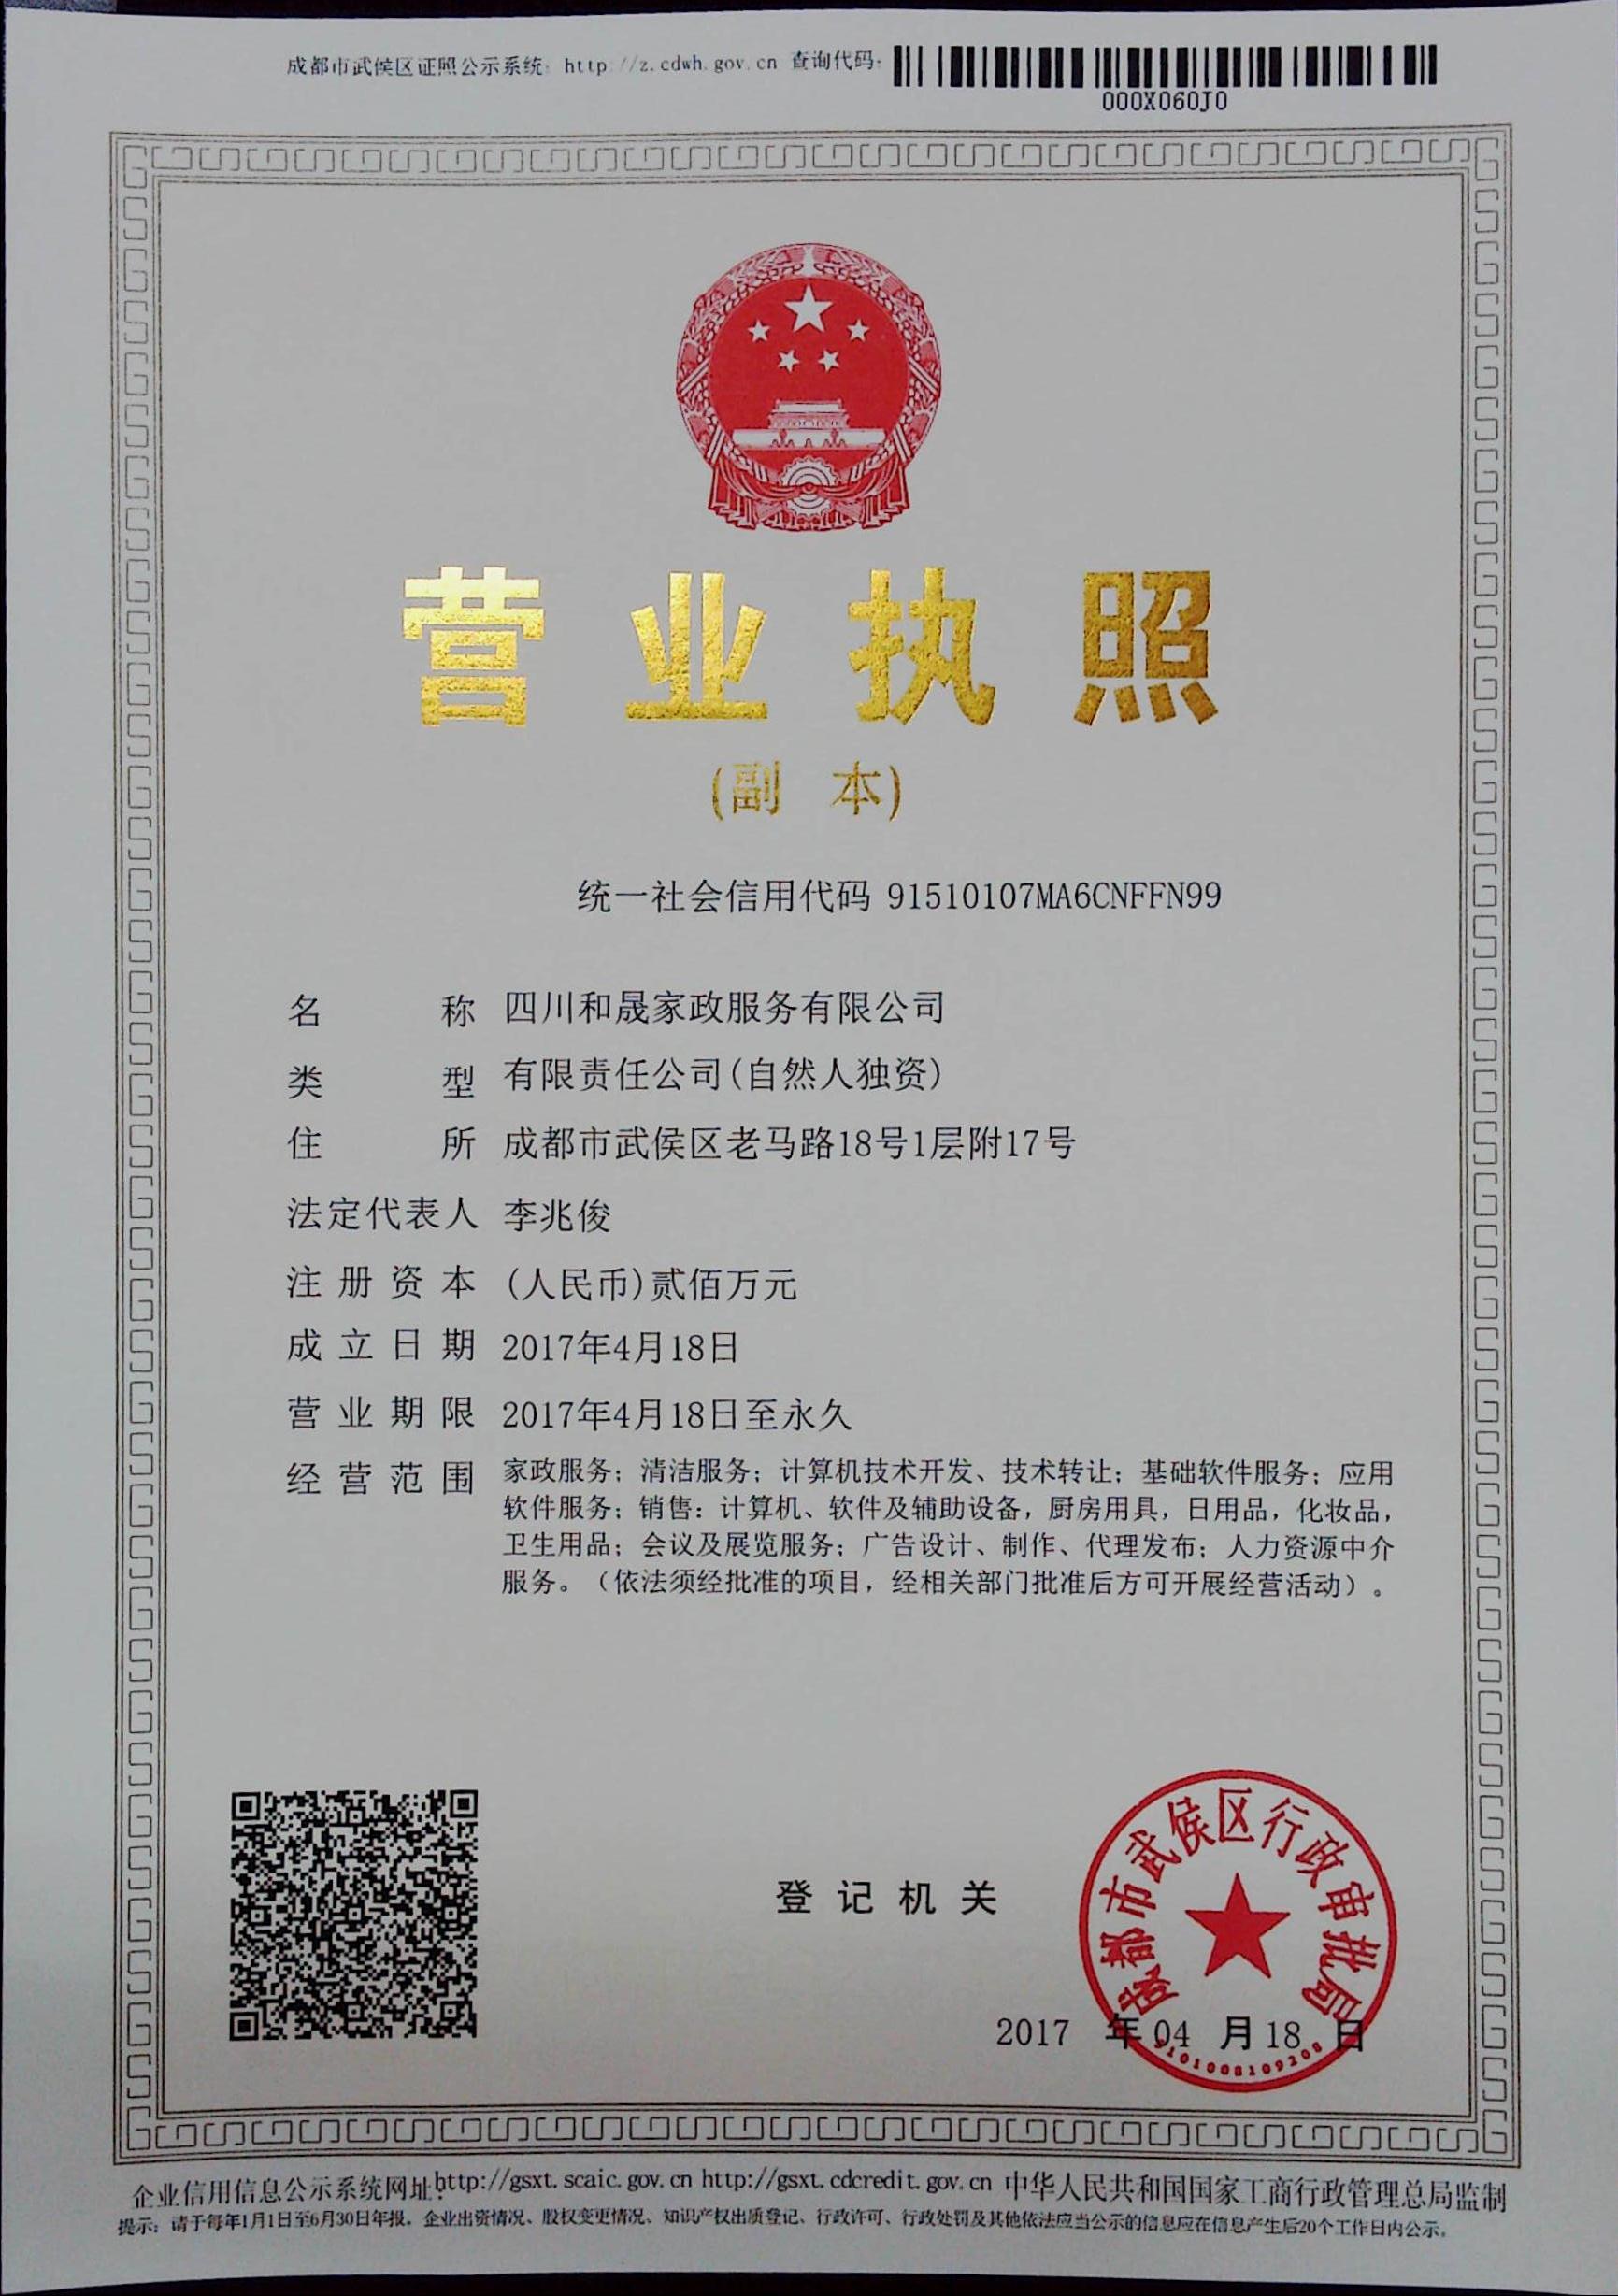 成都市武侯区证照公示系统: http://z.cdwh.gov.cn 查询代码:
000X060J0
营业执照
(副 本)
统一社会信用代码 91510107MA6CNFFN99
名称 四川和晟家政服务有限公司
类型 有限责任公司(自然人独资)
住所 成都市武侯区老马路18号1层附17号
法定代表人 李兆俊
注册资本 (人民币)贰佰万元
成立日期 2017年4月18日
营业期限 2017年4月18日至永久
经营范围 家政服务；清洁服务；计算机技术开发、技术转让；基础软件服务；应用
软件服务；销售：计算机、软件及辅助设备，厨房用具，日用品，化妆品，
卫生用品；会议及展览服务；广告设计、制作、代理发布；人力资源中介
服务。（依法须经批准的项目，经相关部门批准后方可开展经营活动）。
成都市武侯区行政审批局
登记机关
2017 年 04 月 18 日
企业信用信息公示系统网址: http://gsxt.scaic.gov.cn http://gsxt.cdcredit.gov.cn 中华人民共和国国家工商行政管理总局监制
提示：请于每年1月1日至6月30日年报。企业出资情况、股权变更情况、知识产权出质登记、行政许可、行政处罚及其他依法应当公示的信息应在信息产生后20个工作日内公示。